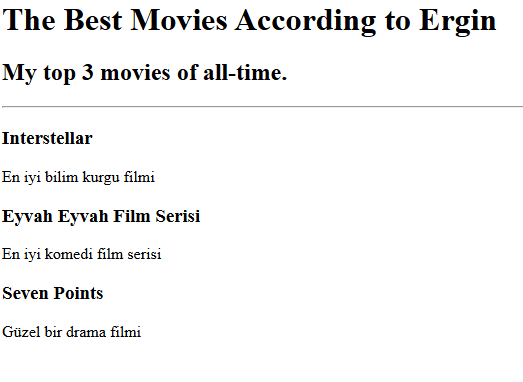 The Best Movies According to Ergin
My top 3 movies of all-time.
Interstellar
En iyi bilim kurgu filmi
Eyvah Eyvah Film Serisi
En iyi komedi film serisi
Seven Points
Güzel bir drama filmi